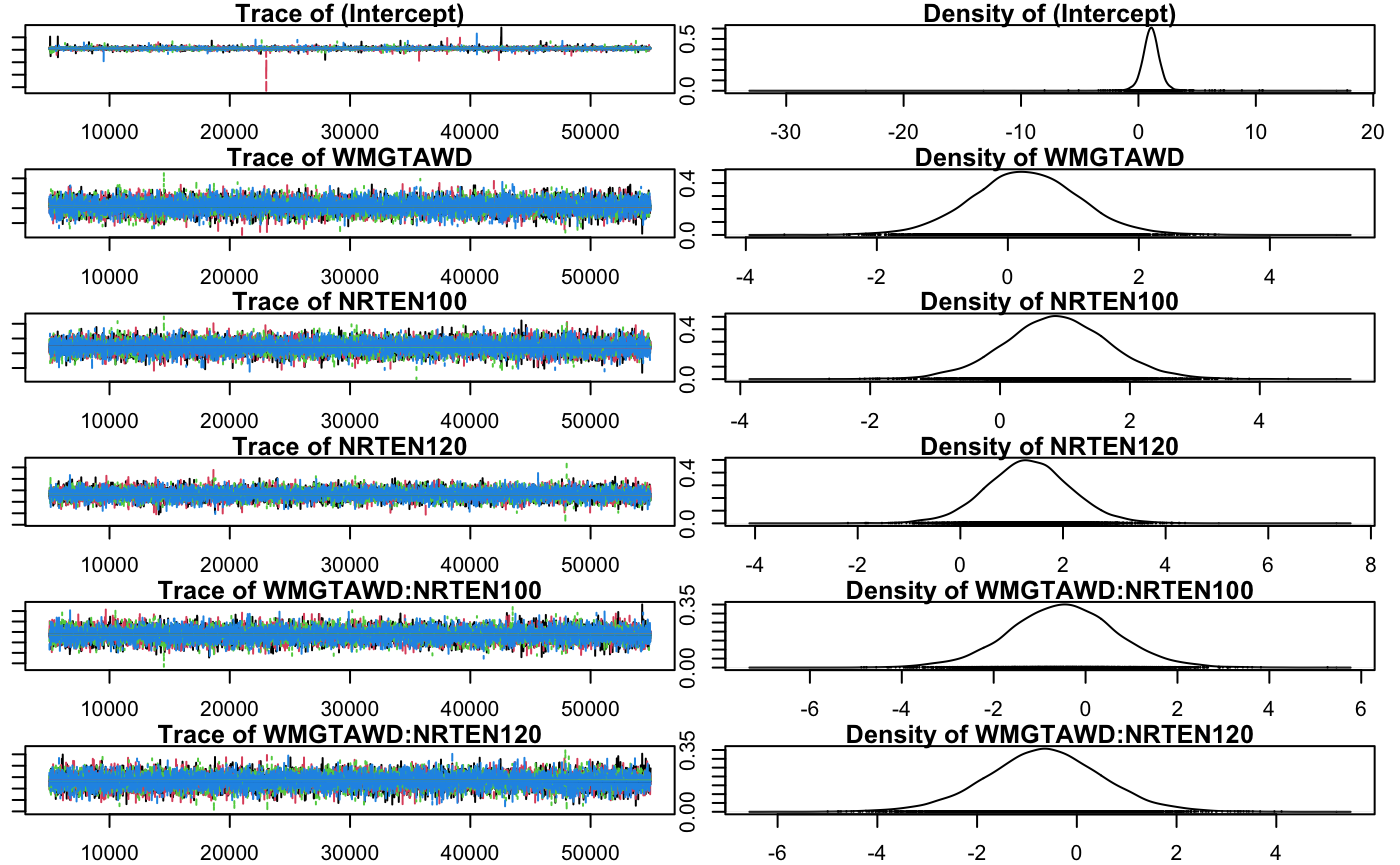 Trace of (Intercept)
10000 20000 30000 40000 50000
Density of (Intercept)
0.0 0.5
-30 -20 -10 0 10 20
Trace of WMGTAWD
10000 20000 30000 40000 50000
Density of WMGTAWD
0.0 0.4
-4 -2 0 2 4
Trace of NRTEN100
10000 20000 30000 40000 50000
Density of NRTEN100
0.0 0.4
-4 -2 0 2 4
Trace of NRTEN120
10000 20000 30000 40000 50000
Density of NRTEN120
0.0 0.4
-4 -2 0 2 4 6 8
Trace of WMGTAWD:NRTEN100
10000 20000 30000 40000 50000
Density of WMGTAWD:NRTEN100
0.00 0.35
-6 -4 -2 0 2 4 6
Trace of WMGTAWD:NRTEN120
10000 20000 30000 40000 50000
Density of WMGTAWD:NRTEN120
0.00 0.35
-6 -4 -2 0 2 4